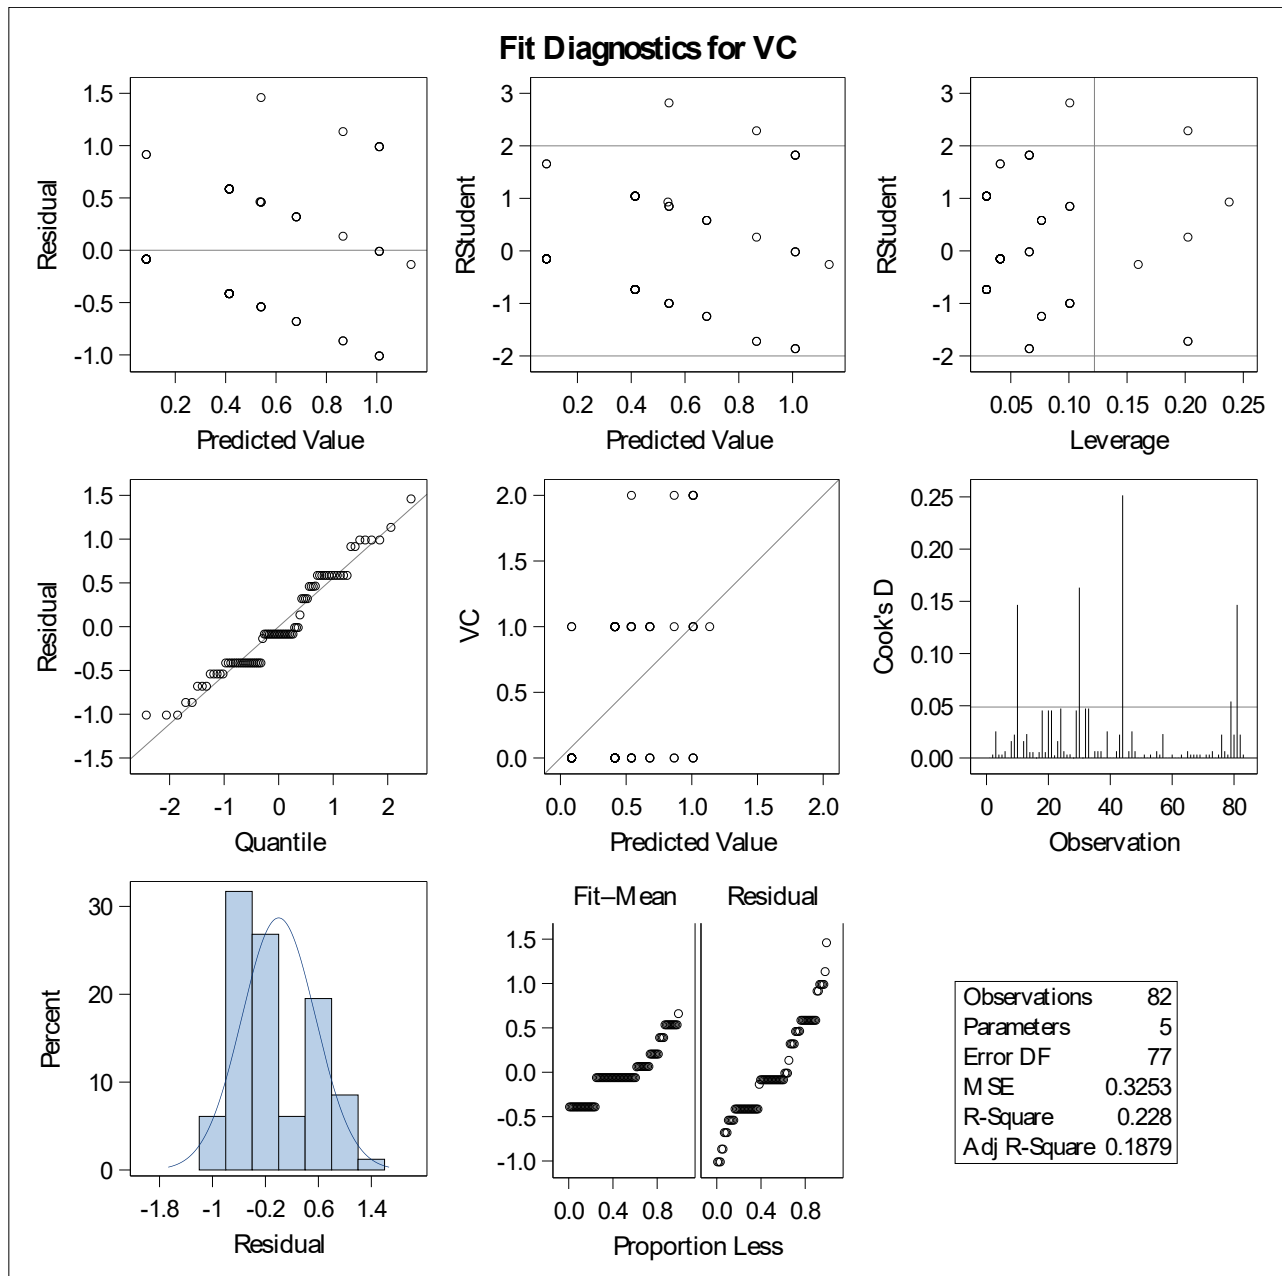 Fit Diagnostics for VC
1.5
1.0
0.5
0.0
-0.5
-1.0
Residual
0.2 0.4 0.6 0.8 1.0
Predicted Value
3
2
1
0
-1
-2
RStudent
0.2 0.4 0.6 0.8 1.0
Predicted Value
3
2
1
0
-1
-2
RStudent
0.05 0.10 0.15 0.20 0.25
Leverage
1.5
1.0
0.5
0.0
-0.5
-1.0
-1.5
Residual
-2 -1 0 1 2
Quantile
2.0
1.5
1.0
0.5
0.0
VC
0.0 0.5 1.0 1.5 2.0
Predicted Value
0.25
0.20
0.15
0.10
0.05
0.00
Cook's D
0 20 40 60 80
Observation
30
20
10
0
Percent
-1.8 -1 -0.2 0.6 1.4
Residual
Fit–Mean Residual
1.5
1.0
0.5
0.0
-0.5
-1.0
0.0 0.4 0.8 0.0 0.4 0.8
Proportion Less
Observations 82
Parameters 5
Error DF 77
MSE 0.3253
R-Square 0.228
Adj R-Square 0.1879